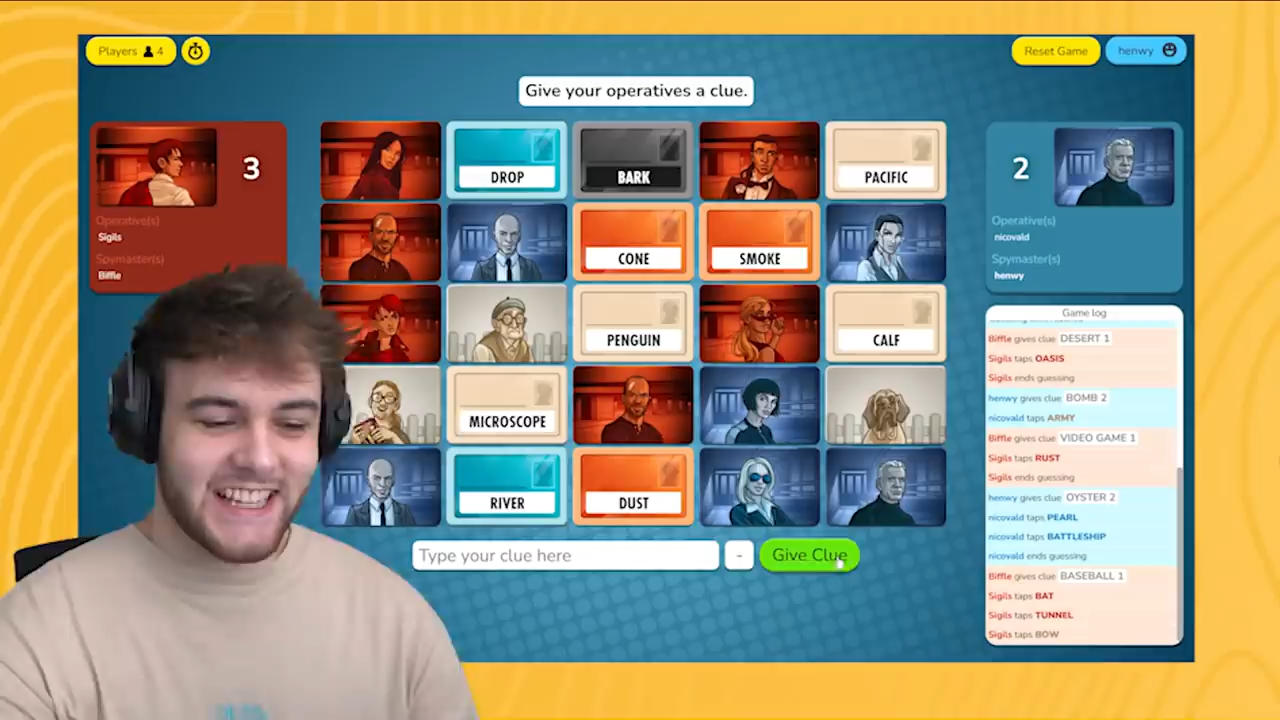 Players 4
Reset Game
henwy
Give your operatives a clue.
3
Operative(s)
Sigils
Spymaster(s)
Biffle
DROP
BARK
PACIFIC
CONE
SMOKE
PENGUIN
CALF
MICROSCOPE
RIVER
DUST
Type your clue here
-
Give Clue
2
Operative(s)
nicovald
Spymaster(s)
henwy
Game log
Biffle gives clue DESERT 1
Sigils taps OASIS
Sigils ends guessing
henwy gives clue BOMB 2
nicovald taps ARMY
Biffle gives clue VIDEO GAME 1
Sigils taps RUST
Sigils ends guessing
henwy gives clue OYSTER 2
nicovald taps PEARL
nicovald taps BATTLESHIP
nicovald ends guessing
Biffle gives clue BASEBALL 1
Sigils taps BAT
Sigils taps TUNNEL
Sigils taps BOW